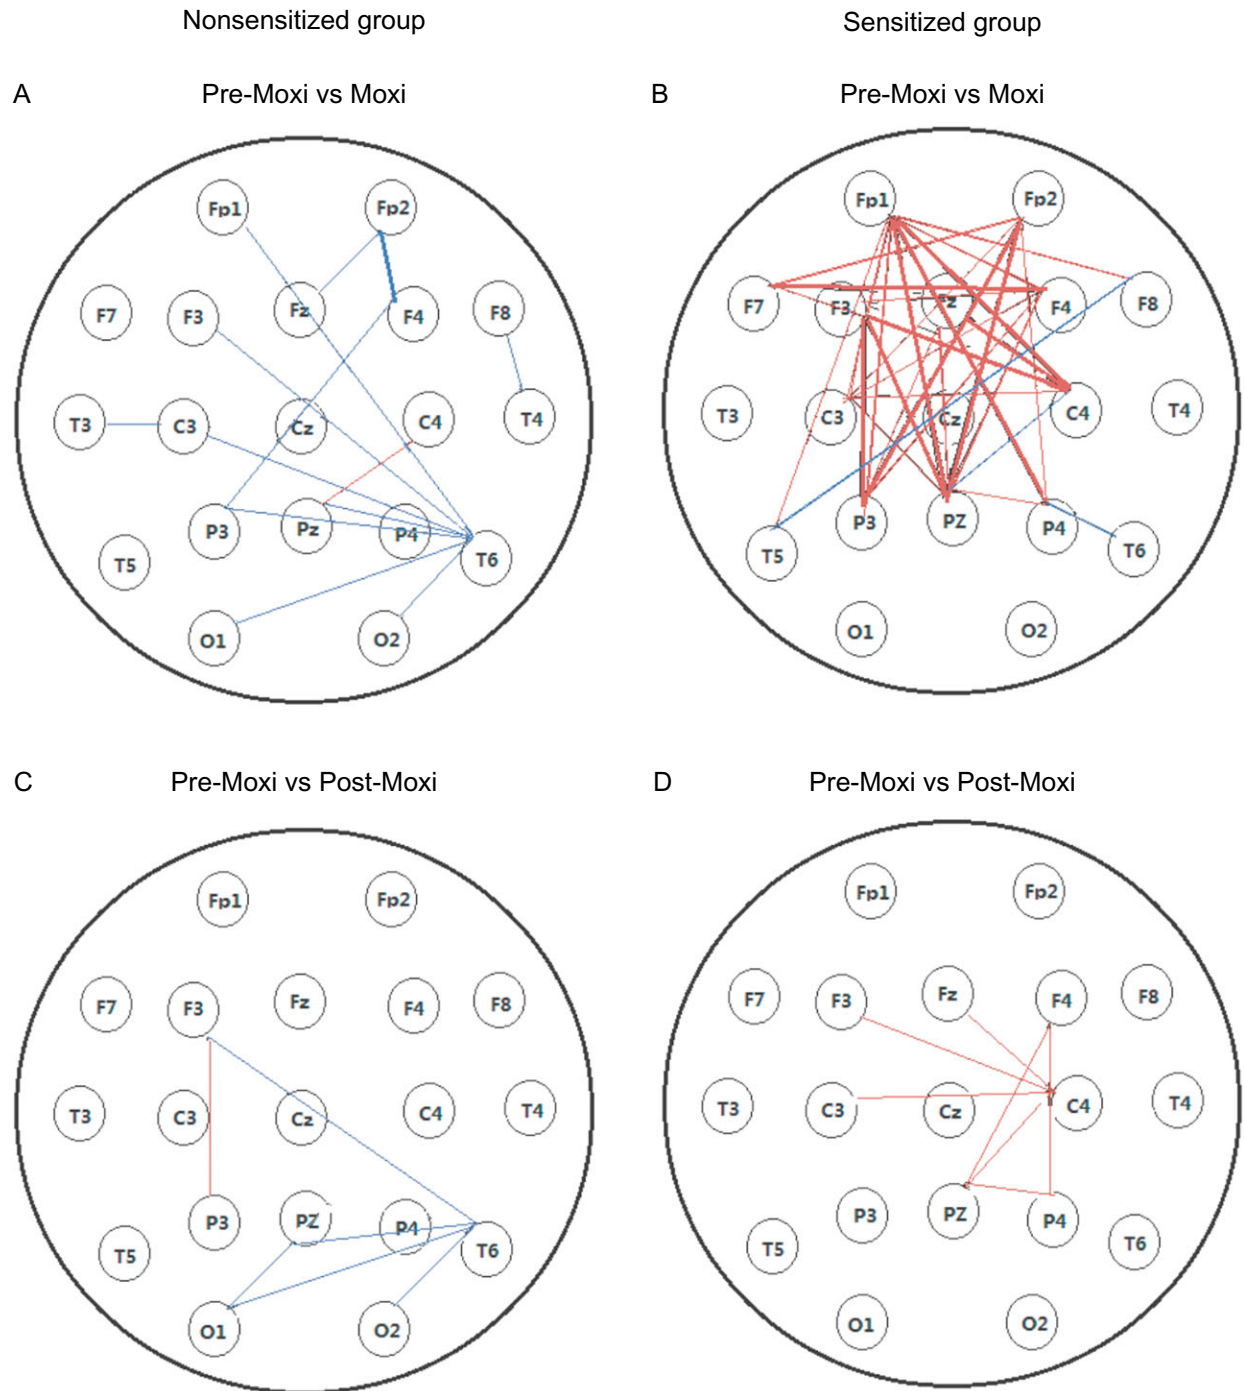 Nonsensitized group
Sensitized group
A Pre-Moxi vs Moxi
Fp1 Fp2
F7 F3 Fz F4 F8
T3 C3 Cz C4 T4
T5 P3 Pz P4 T6
O1 O2
B Pre-Moxi vs Moxi
Fp1 Fp2
F7 F3 Fz F4 F8
T3 C3 Cz C4 T4
T5 P3 PZ P4 T6
O1 O2
C Pre-Moxi vs Post-Moxi
Fp1 Fp2
F7 F3 Fz F4 F8
T3 C3 Cz C4 T4
T5 P3 PZ P4 T6
O1 O2
D Pre-Moxi vs Post-Moxi
Fp1 Fp2
F7 F3 Fz F4 F8
T3 C3 Cz C4 T4
T5 P3 PZ P4 T6
O1 O2